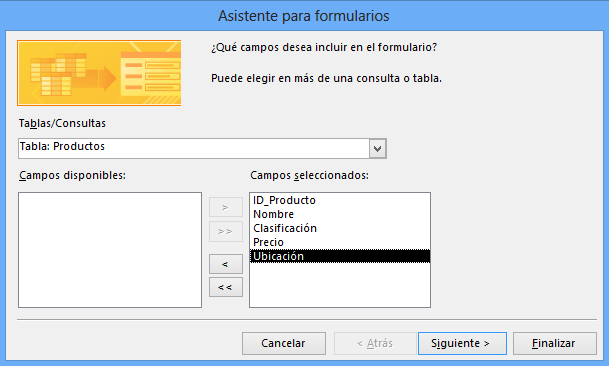 Asistente para formularios
¿Qué campos desea incluir en el formulario?
Puede elegir en más de una consulta o tabla.
Tablas/Consultas
Tabla: Productos
Campos disponibles:
Campos seleccionados:
ID_Producto
Nombre
Clasificación
Precio
Ubicación
>
>>
<
<<
Cancelar
< Atrás
Siguiente >
Finalizar